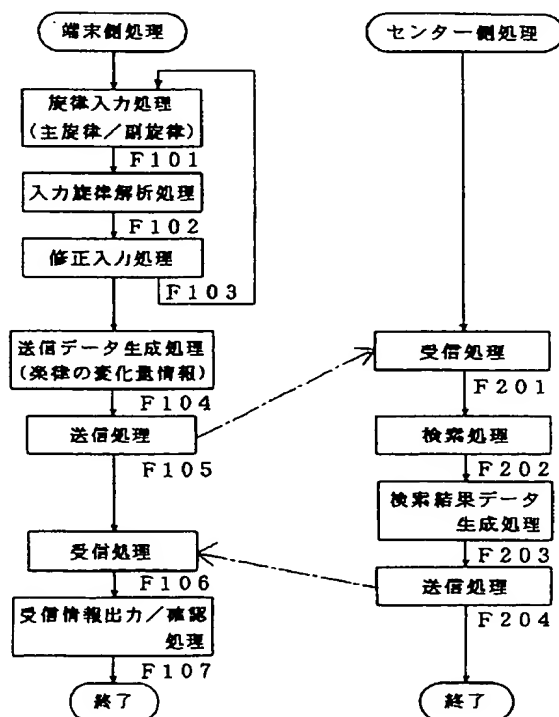 端末側処理
旋律入力処理
(主旋律/副旋律)
F101
入力旋律解析処理
F102
修正入力処理
F103
送信データ生成処理
(楽律の変化量情報)
F104
送信処理
F105
受信処理
F106
受信情報出力/確認
処理
F107
終了
センター側処理
受信処理
F201
検索処理
F202
検索結果データ
生成処理
F203
送信処理
F204
終了